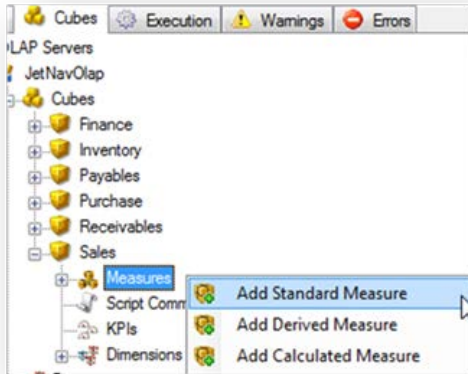 Cubes Execution Warnings Errors
LAP Servers
JetNavOlap
Cubes
Finance
Inventory
Payables
Purchase
Receivables
Sales
Measures
Add Standard Measure
Script Comm
Add Derived Measure
KPIs
Dimensions
Add Calculated Measure